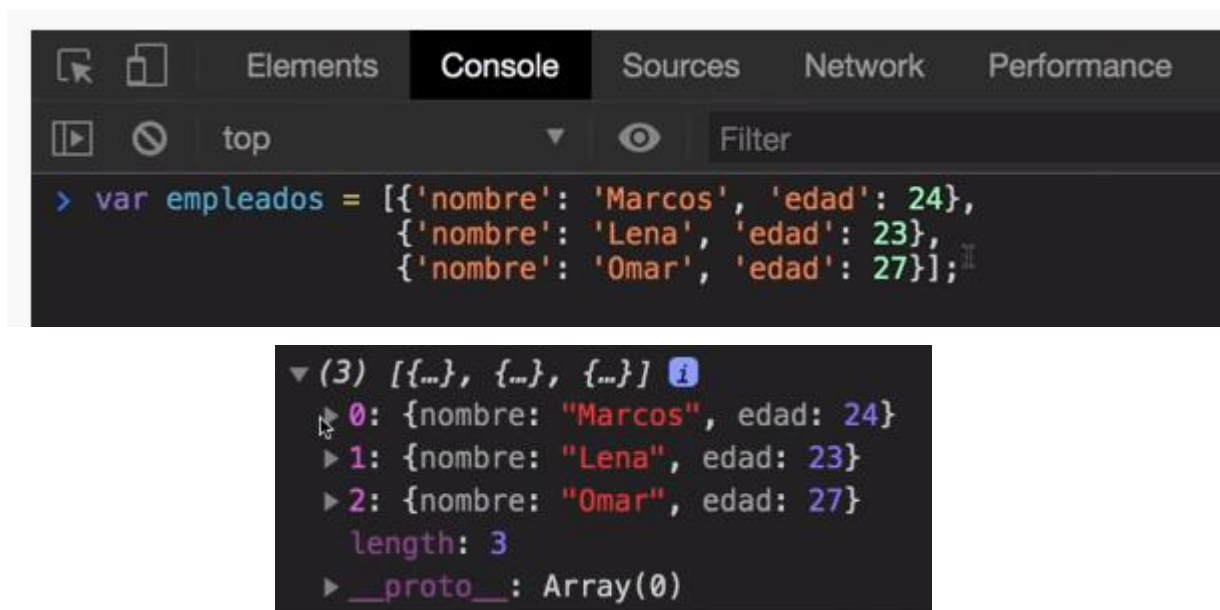 Elements Console Sources Network Performance
top Filter
> var empleados = [{'nombre': 'Marcos', 'edad': 24},
{'nombre': 'Lena', 'edad': 23},
{'nombre': 'Omar', 'edad': 27}];
(3) [{…}, {…}, {…}] i
0: {nombre: "Marcos", edad: 24}
1: {nombre: "Lena", edad: 23}
2: {nombre: "Omar", edad: 27}
length: 3
__proto__: Array(0)